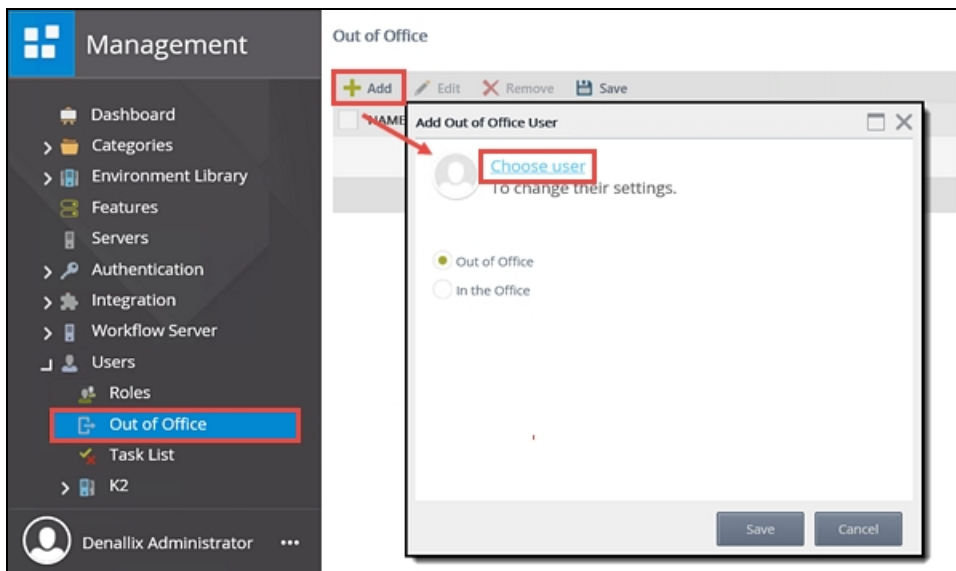 Management
Dashboard
Categories
Environment Library
Features
Servers
Authentication
Integration
Workflow Server
Users
Roles
Out of Office
Task List
K2
Denallix Administrator
Out of Office
Add Edit Remove Save
NAME
Add Out of Office User
Choose user
To change their settings.
Out of Office
In the Office
Save Cancel